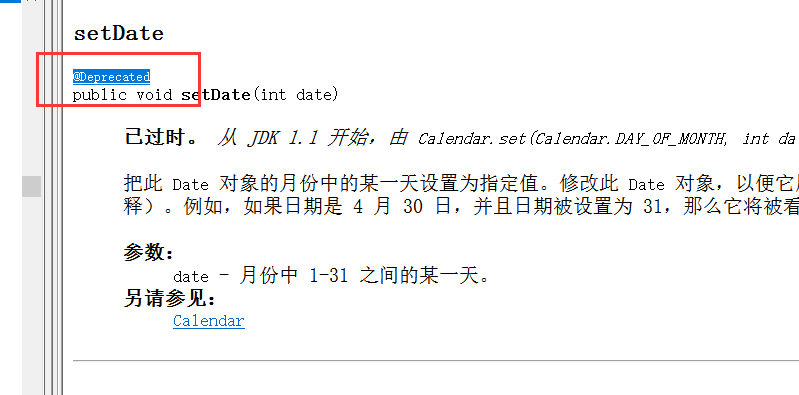 setDate
@Deprecated
public void setDate(int date)
已过时。 从 JDK 1.1 开始，由 Calendar.set(Calendar.DAY_OF_MONTH, int da
把此 Date 对象的月份中的某一天设置为指定值。修改此 Date 对象，以便它
释）。例如，如果日期是 4 月 30 日，并且日期被设置为 31，那么它将被看
参数：
date - 月份中 1-31 之间的某一天。
另请参见：
Calendar